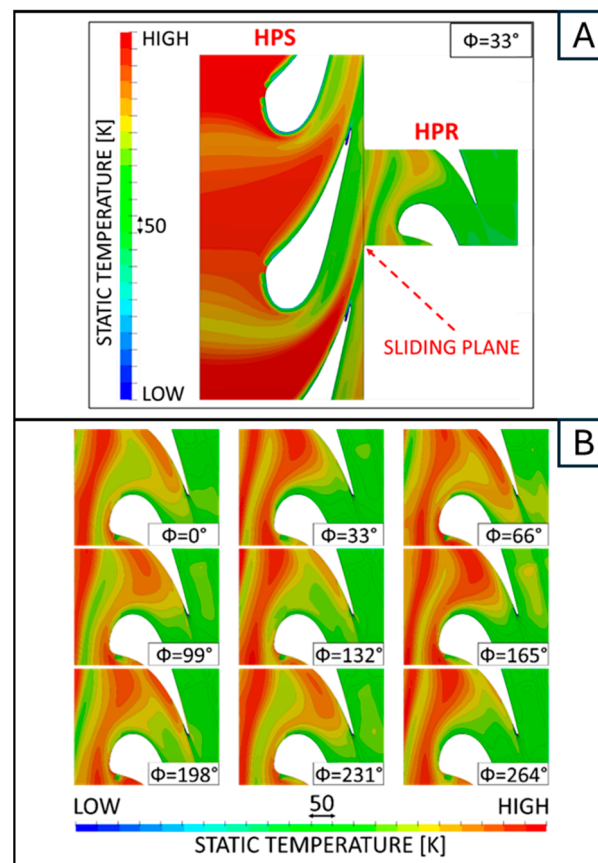 A
HIGH
HPS
Φ=33°
HPR
STATIC TEMPERATURE [K]
50
LOW
SLIDING PLANE
B
Φ=0°
Φ=33°
Φ=66°
Φ=99°
Φ=132°
Φ=165°
Φ=198°
Φ=231°
Φ=264°
LOW
50
HIGH
STATIC TEMPERATURE [K]